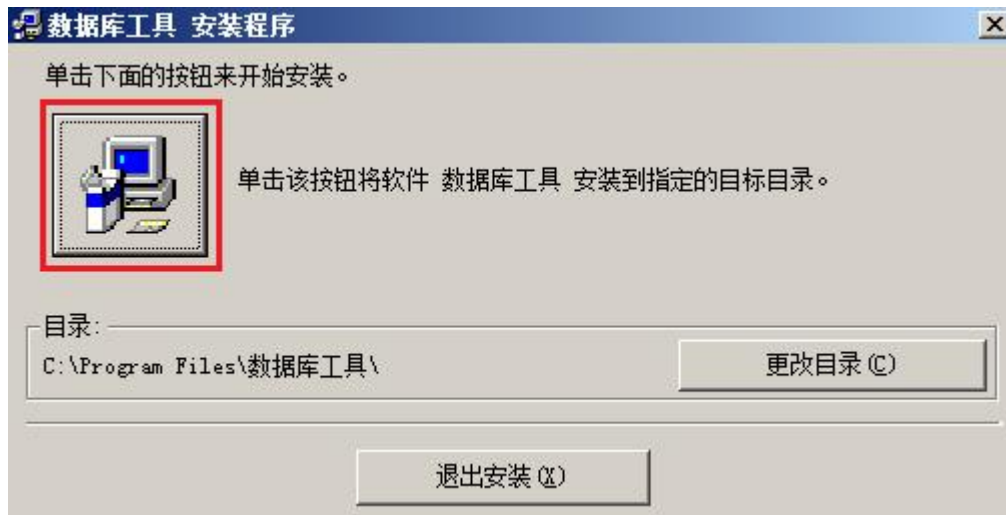 数据库工具 安装程序
单击下面的按钮来开始安装。
单击该按钮将软件 数据库工具 安装到指定的目标目录。
目录:
C:\Program Files\数据库工具\
更改目录(C)
退出安装(X)